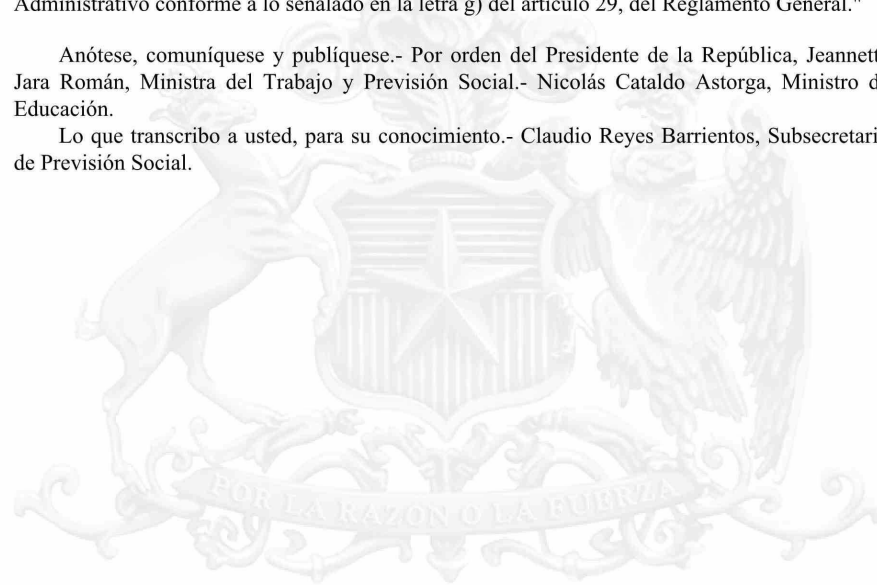 Administrativo conforme a lo señalado en la letra g) del artículo 29, del Reglamento General."
Anótese, comuníquese y publíquese.- Por orden del Presidente de la República, Jeannett
Jara Román, Ministra del Trabajo y Previsión Social.- Nicolás Cataldo Astorga, Ministro d
Educación.
Lo que transcribo a usted, para su conocimiento.- Claudio Reyes Barrientos, Subsecretari
de Previsión Social.
POR LA RAZÓN O LA FUERZA